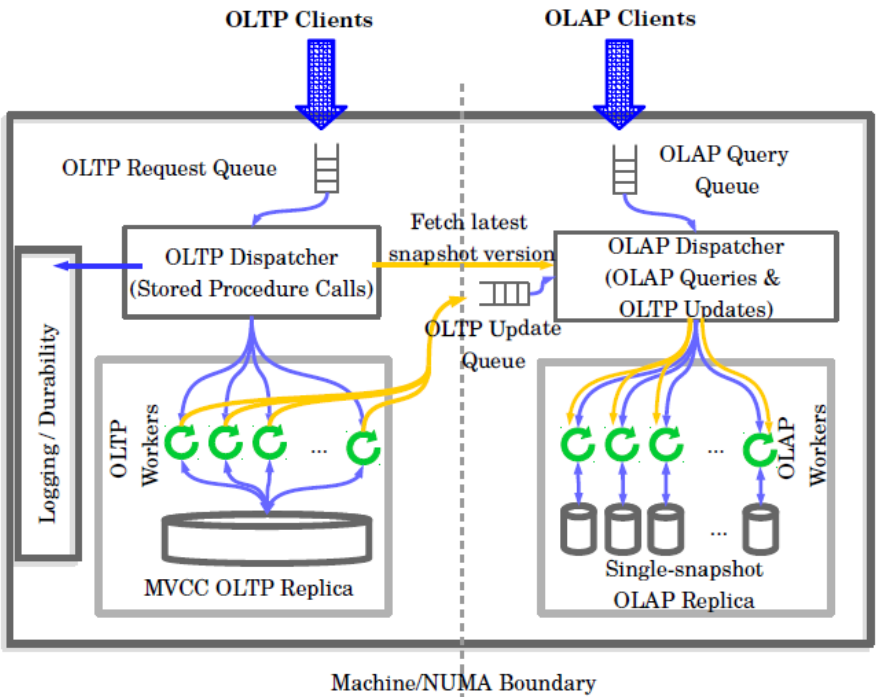 OLTP Clients
OLAP Clients
OLTP Request Queue
OLAP Query
Queue
OLTP Dispatcher
(Stored Procedure Calls)
Fetch latest
snapshot version
OLAP Dispatcher
(OLAP Queries &
OLTP Updates)
OLTP Update
Queue
Logging / Durability
OLTP
Workers
...
MVCC OLTP Replica
...
OLAP
Workers
...
Single-snapshot
OLAP Replica
Machine/NUMA Boundary